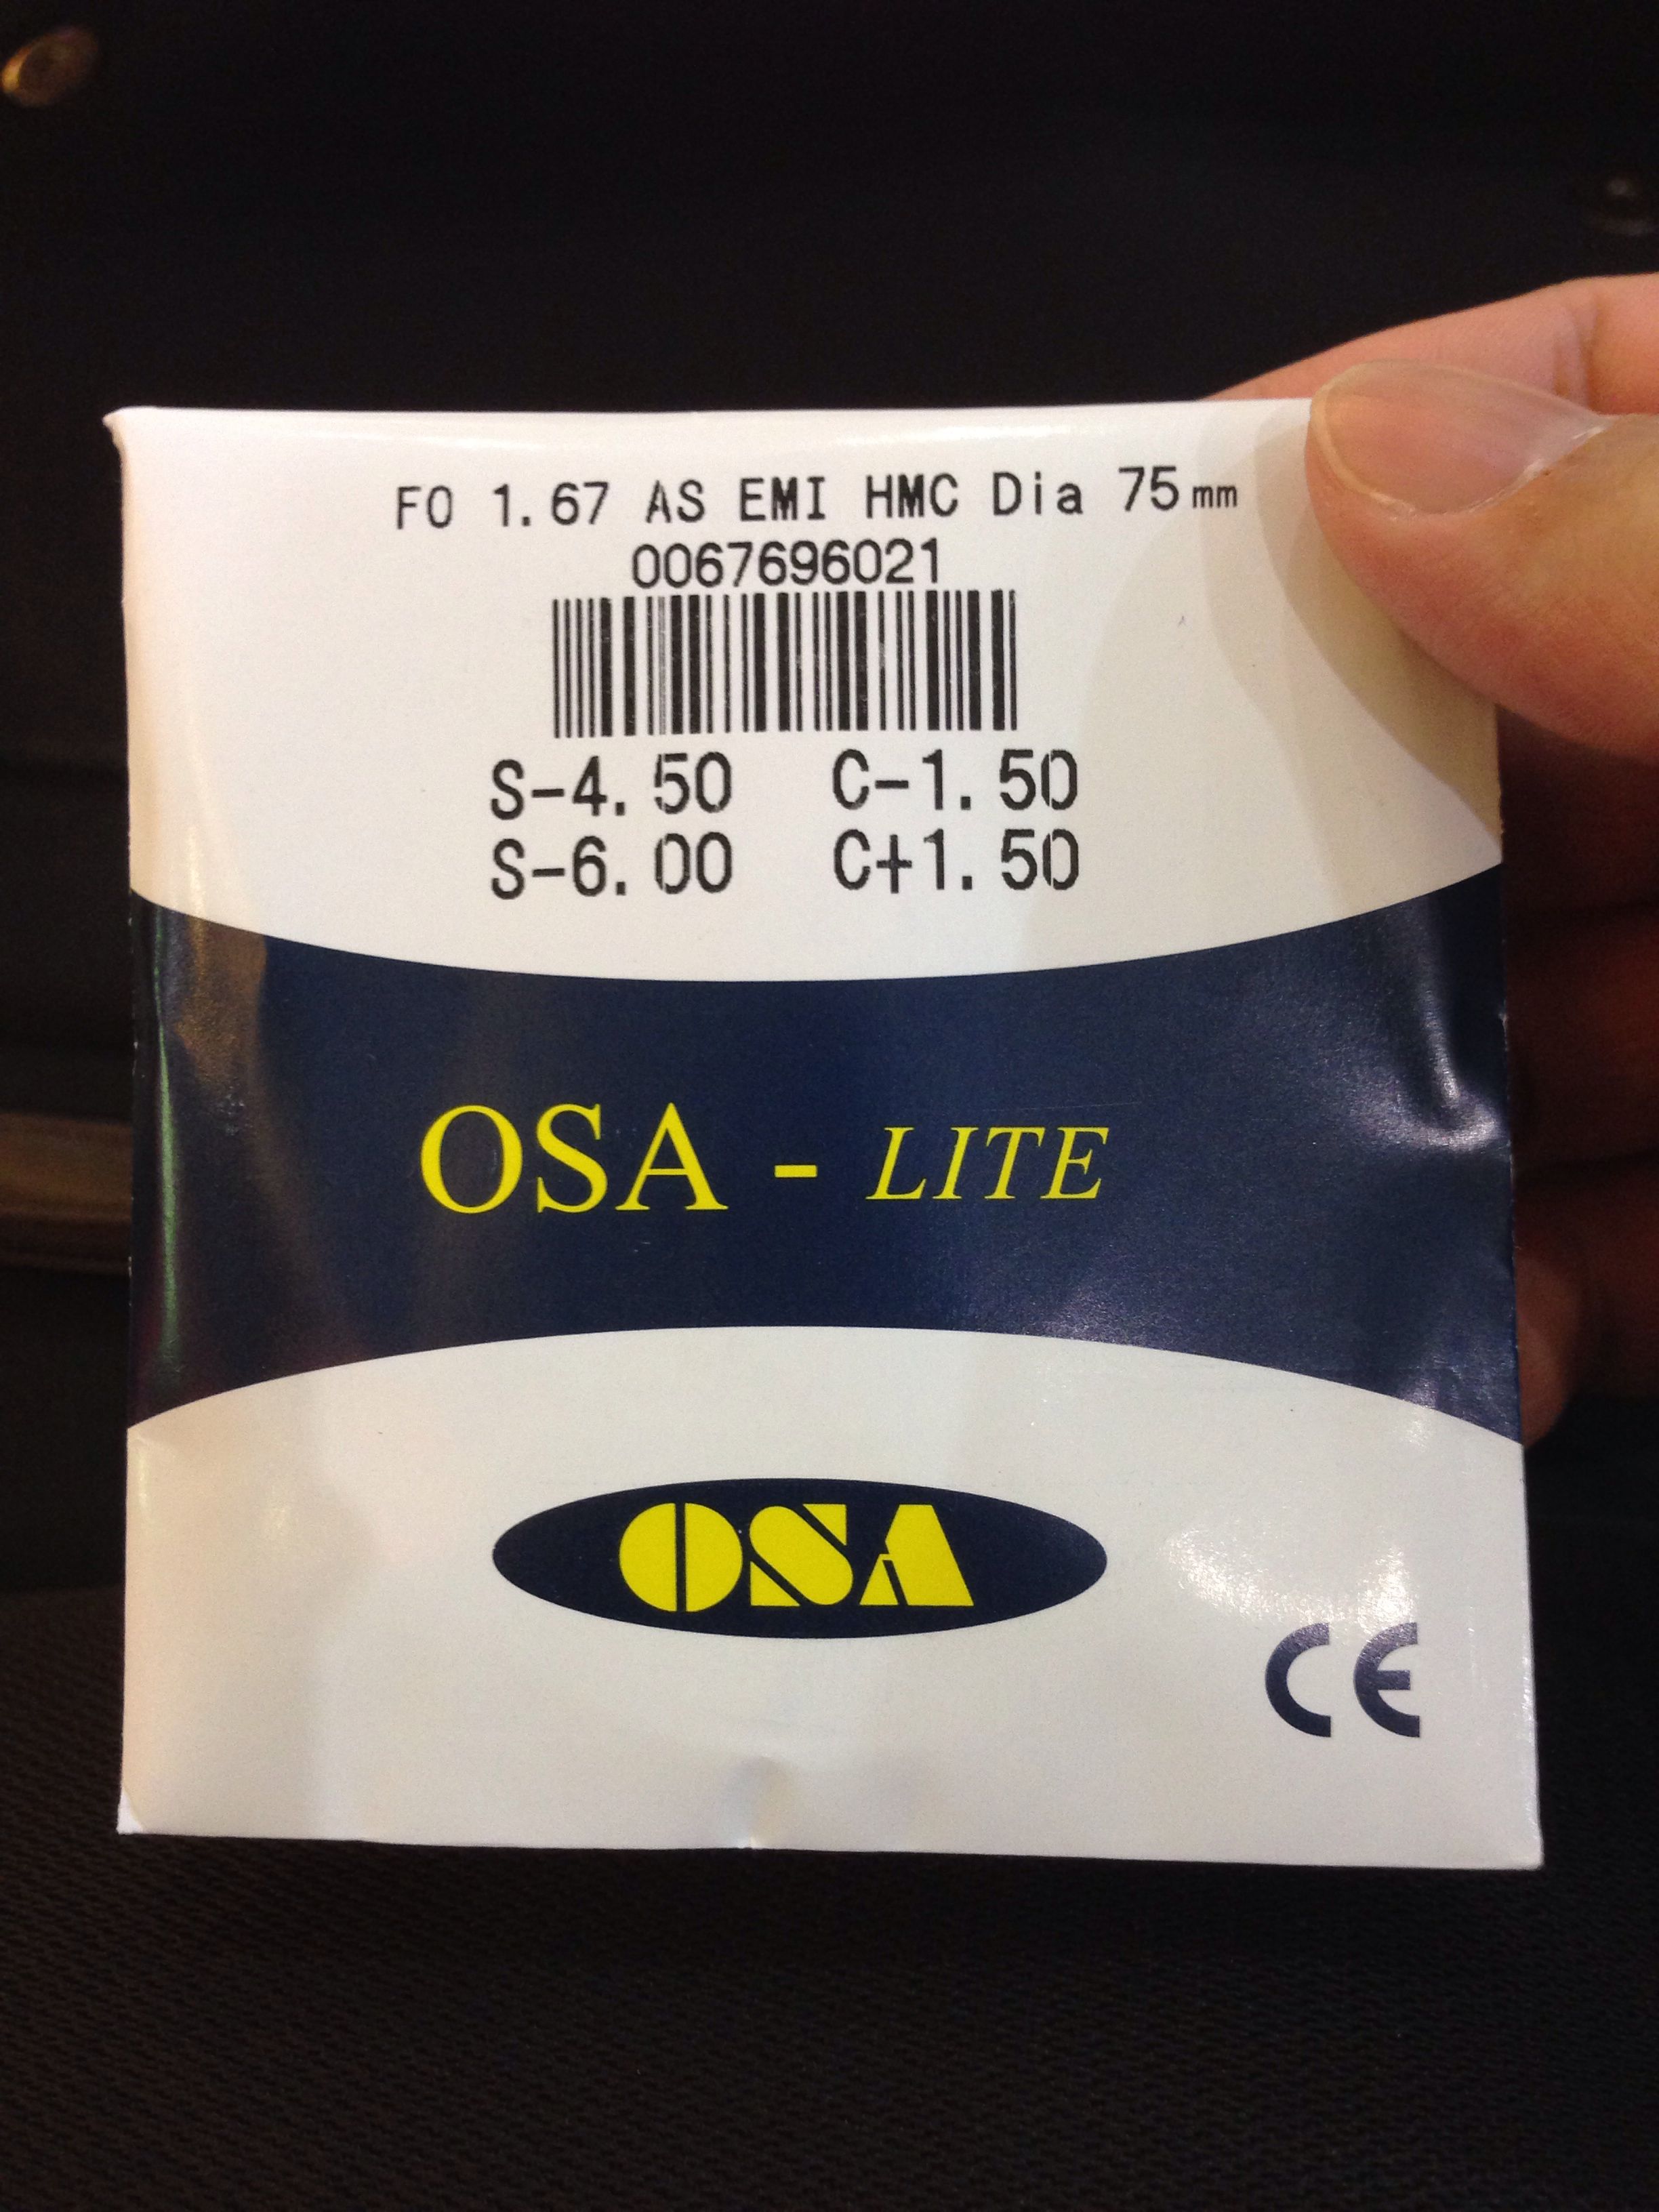 FO 1.67 AS EMI HMC Dia 75mm
0067696021
S-4.50 C-1.50
S-6.00 C+1.50
OSA - LITE
OSA
CE